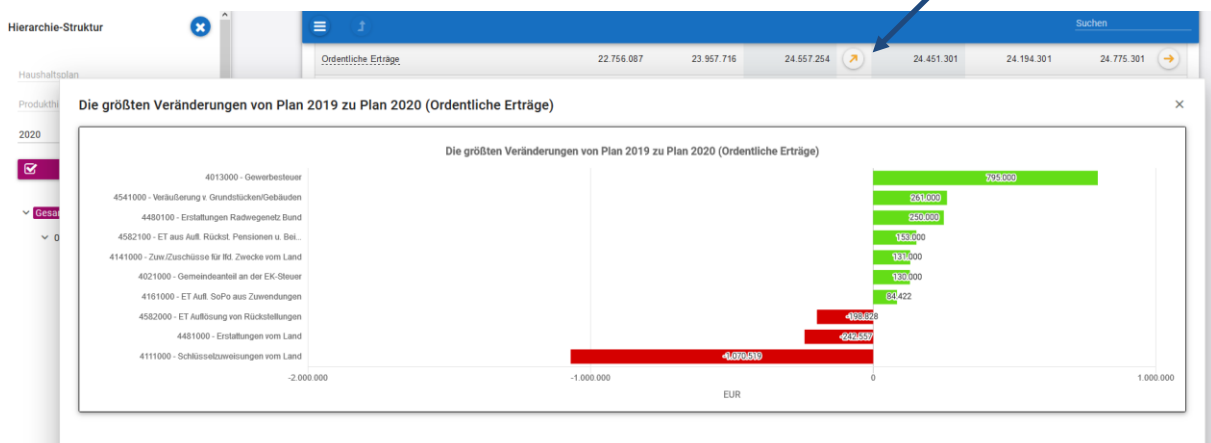 Hierarchie-Struktur
Suchen
Ordentliche Erträge 22.756.087 23.957.716 24.557.254 24.451.301 24.194.301 24.775.301
Haushaltsplan
Produkthi
2020
Gesa
0
Die größten Veränderungen von Plan 2019 zu Plan 2020 (Ordentliche Erträge)
Die größten Veränderungen von Plan 2019 zu Plan 2020 (Ordentliche Erträge)
4013000 - Gewerbesteuer 795.000
4541000 - Veräußerung v. Grundstücken/Gebäuden 261.000
4480100 - Erstattungen Radwegenetz Bund 250.000
4582100 - ET aus Aufl. Rückst. Pensionen u. Bei... 153.000
4141000 - Zuw./Zuschüsse für lfd. Zwecke vom Land 131.000
4021000 - Gemeindeanteil an der EK-Steuer 130.000
4161000 - ET Aufl. SoPo aus Zuwendungen 84.422
4582000 - ET Auflösung von Rückstellungen -198.828
4481000 - Erstattungen vom Land -242.557
4111000 - Schlüsselzuweisungen vom Land -1.070.519
-2.000.000 -1.000.000 0 1.000.000
EUR